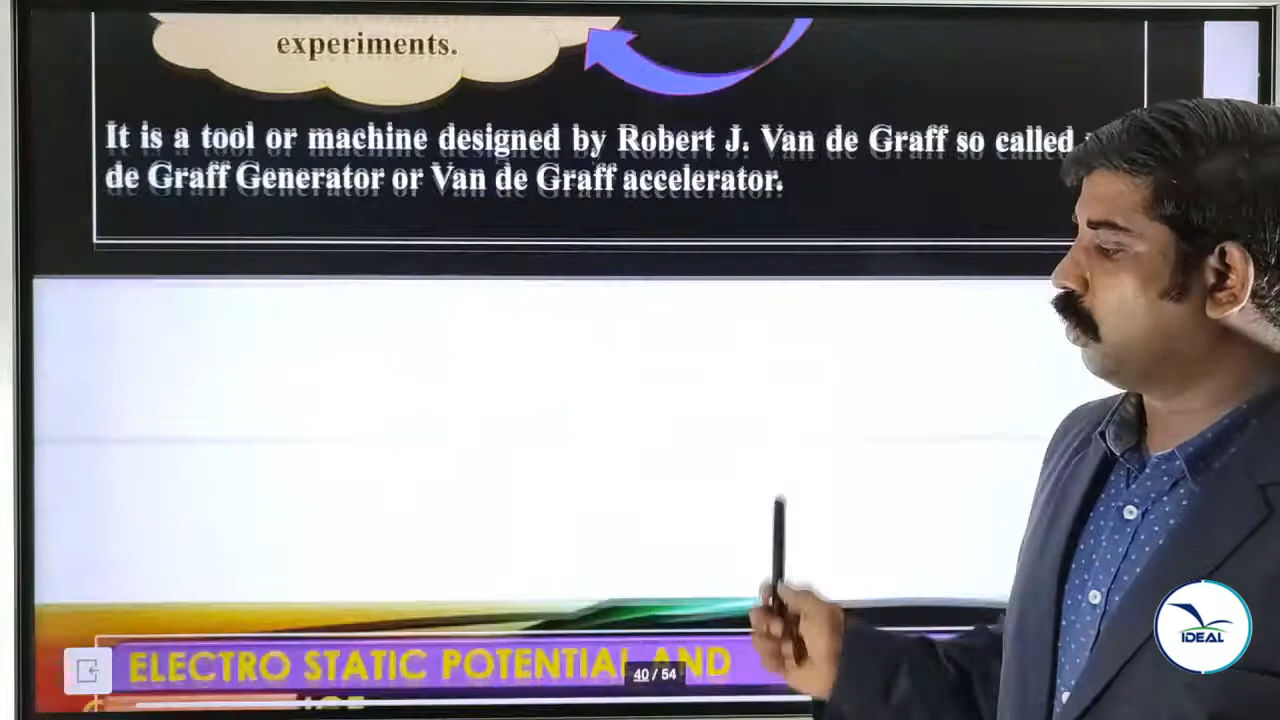 experiments.
It is a tool or machine designed by Robert J. Van de Graff so called
de Graff Generator or Van de Graff accelerator.
ELECTRO STATIC POTENTIAL AND
40 / 54
IDEAL